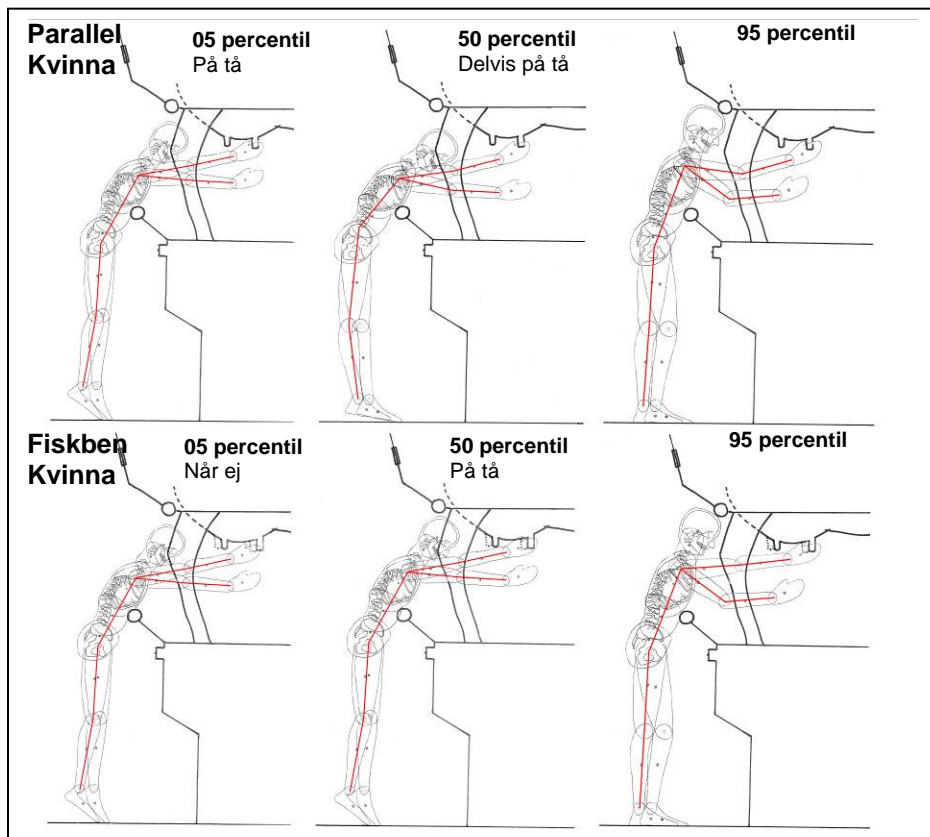 Parallel
Kvinna
05 percentil
På tå
50 percentil
Delvis på tå
95 percentil
Fiskben
Kvinna
05 percentil
Når ej
50 percentil
På tå
95 percentil